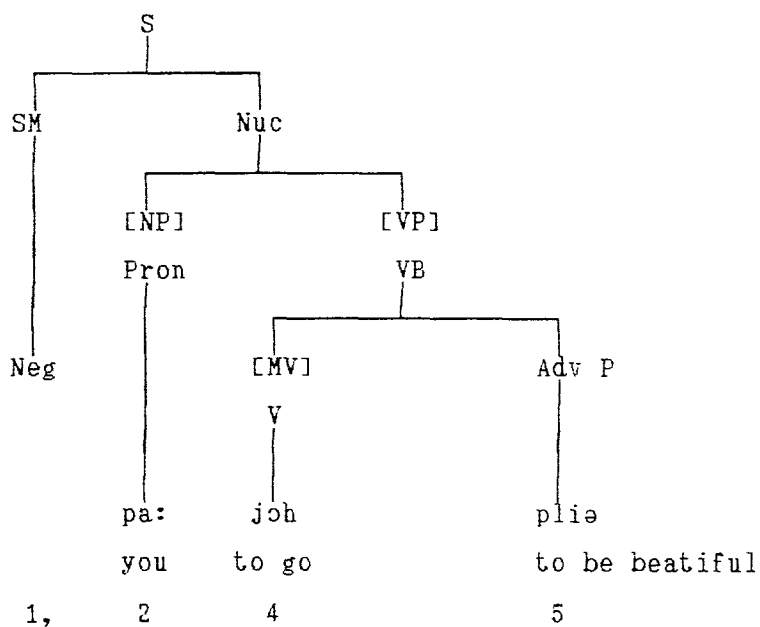 S
SM Nuc
[NP] [VP]
Pron VB
Neg [MV] Adv P
V
pa: jɔh pliə
you to go to be beatiful
1, 2 4 5